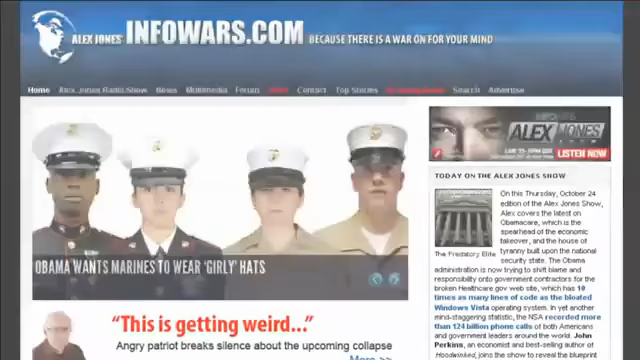 ALEX JONES' INFOWARS.COM BECAUSE THERE IS A WAR ON FOR YOUR MIND
Home Alex Jones Radio Show News Multimedia Forum Contact Top Stories Search Advertise
ALEX JONES
LISTEN NOW
OBAMA WANTS MARINES TO WEAR 'GIRLY' HATS
TODAY ON THE ALEX JONES SHOW
On this Thursday, October 24
edition of the Alex Jones Show,
Alex covers the latest on
Obamacare, which is the
spearhead of the economic
takeover, and the house of
The Predatory Elite
tyranny built upon the national
security state. The Obama
administration is now trying to shift blame and
responsibility onto government contractors for the
broken Healthcare.gov web site, which has 10
times as many lines of code as the bloated
Windows Vista operating system. In yet another
mind-staggering statistic, the NSA recorded more
than 124 billion phone calls of both Americans
and government leaders around the world. John
Perkins, an economist and best-selling author of
Hoodwinked, joins the show to reveal the blueprint
"This is getting weird..."
Angry patriot breaks silence about the upcoming collapse
More >>